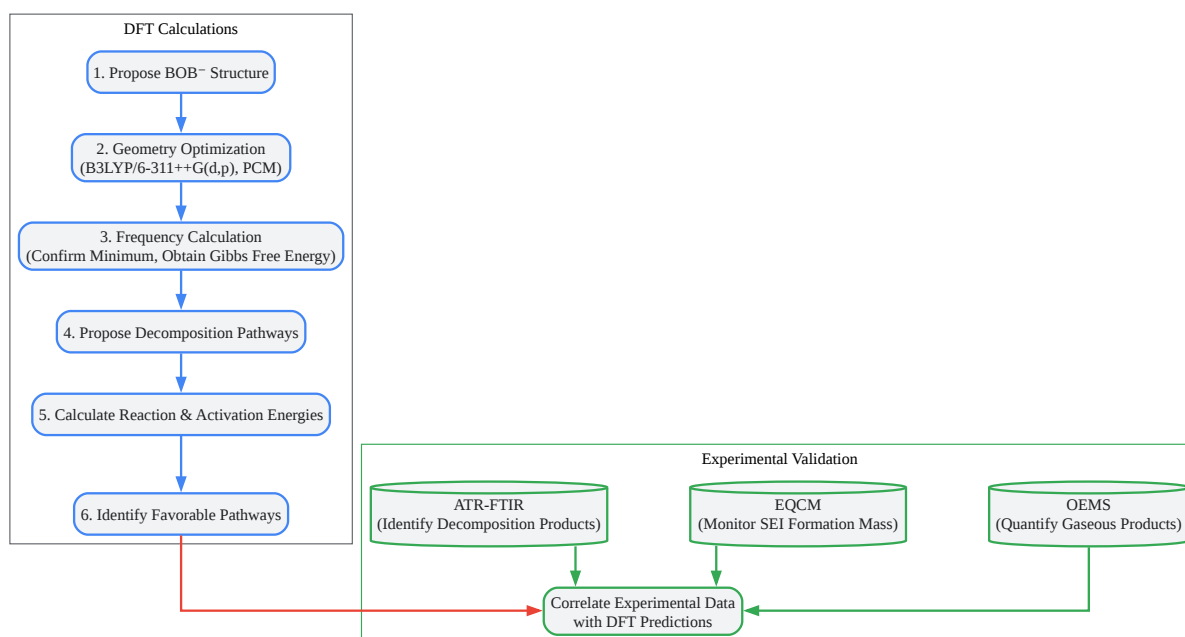 DFT Calculations
1. Propose BOB⁻ Structure
2. Geometry Optimization
(B3LYP/6-311++G(d,p), PCM)
3. Frequency Calculation
(Confirm Minimum, Obtain Gibbs Free Energy)
4. Propose Decomposition Pathways
5. Calculate Reaction & Activation Energies
6. Identify Favorable Pathways
Experimental Validation
ATR-FTIR
(Identify Decomposition Products)
EQCM
(Monitor SEI Formation Mass)
OEMS
(Quantify Gaseous Products)
Correlate Experimental Data
with DFT Predictions